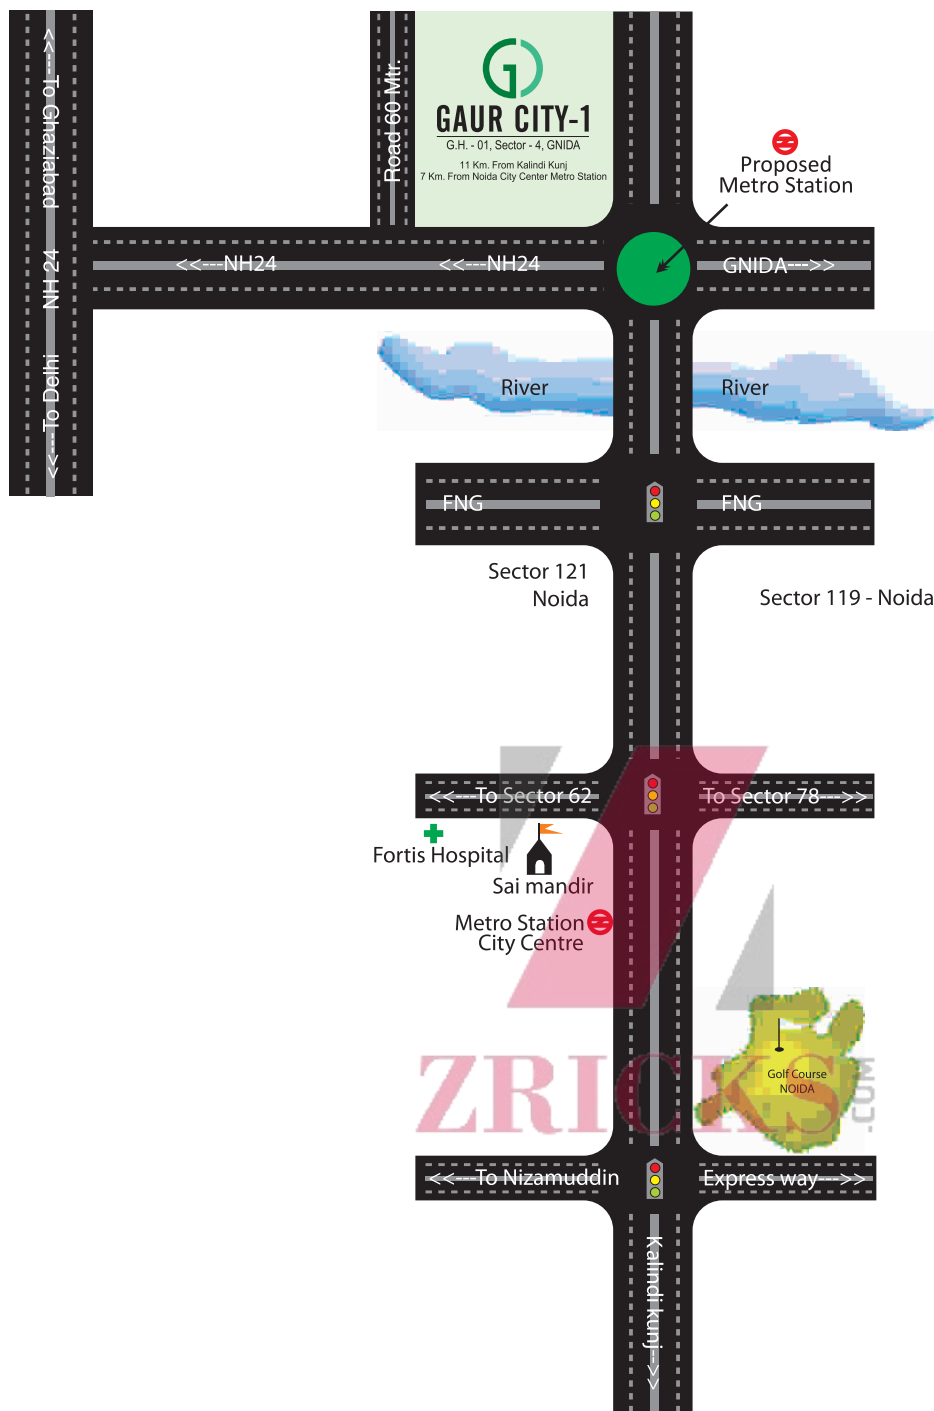 <<---To Delhi NH 24 To Ghaziabad--->>
Road 60 Mtr.
GAUR CITY-1
G.H. - 01, Sector - 4, GNIDA
11 Km. From Kalindi Kunj
7 Km. From Noida City Center Metro Station
Proposed
Metro Station
<<---NH24 <<---NH24 GNIDA--->>
River River
FNG FNG
Sector 121
Noida
Sector 119 - Noida
<<---To Sector 62 To Sector 78--->>
Fortis Hospital
Sai mandir
Metro Station
City Centre
Golf Course
NOIDA
ZRICKS
.COM
<<---To Nizamuddin Express way--->>
Kalindi kunj--->>